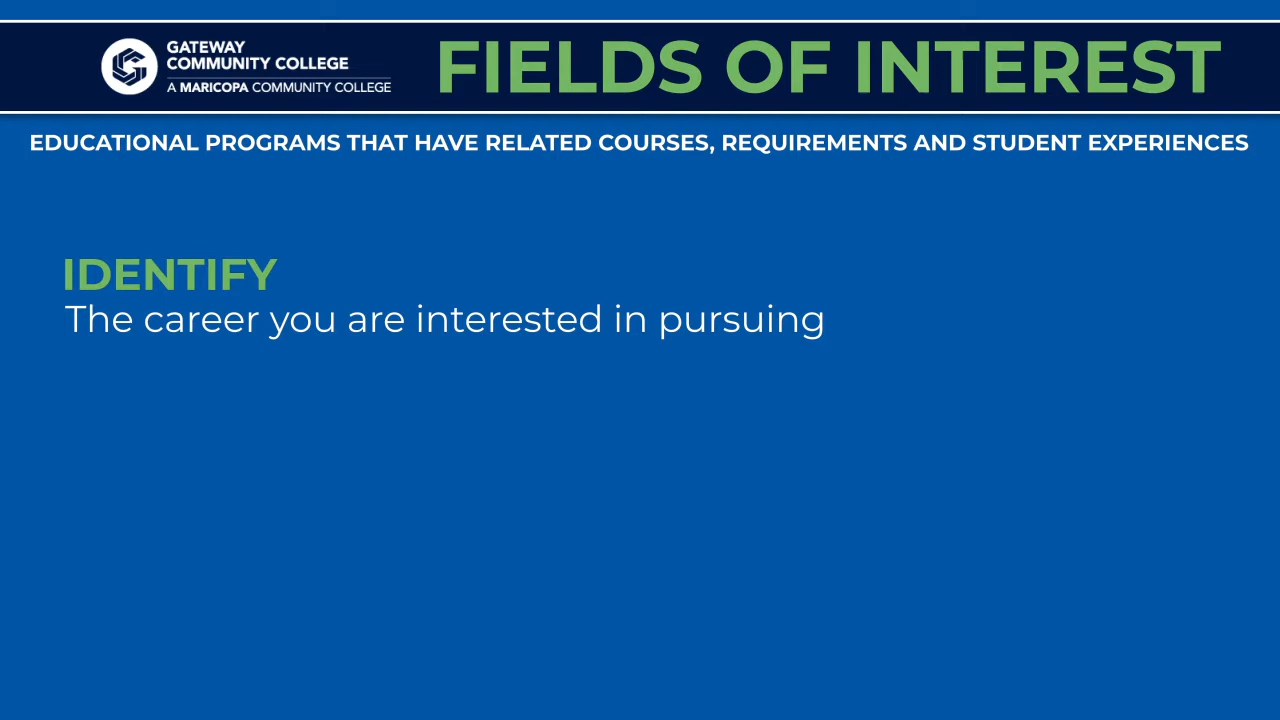 GATEWAY
COMMUNITY COLLEGE
A MARICOPA COMMUNITY COLLEGE
FIELDS OF INTEREST
EDUCATIONAL PROGRAMS THAT HAVE RELATED COURSES, REQUIREMENTS AND STUDENT EXPERIENCES
IDENTIFY
The career you are interested in pursuing